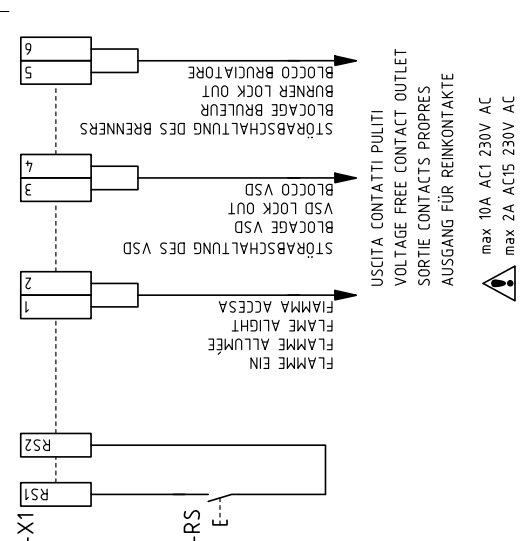 6
5
BLOCCO BRUCIATORE
BURNER LOCK OUT
BLOCAGE BRULEUR
STÖRABSCHALTUNG DES BRENNERS
4
3
BLOCCO VSD
VSD LOCK OUT
BLOCAGE VSD
STÖRABSCHALTUNG DES VSD
2
1
FIAMMA ACCESA
FLAME ALIGHT
FLAMME ALLUMÉE
FLAMME EIN
USCITA CONTATTI PULITI
VOLTAGE FREE CONTACT OUTLET
SORTIE CONTACTS PROPRES
AUSGANG FÜR REINKONTAKTE
max 10A AC1 230V AC
max 2A AC15 230V AC
RS2
RS1
-X1
-RS